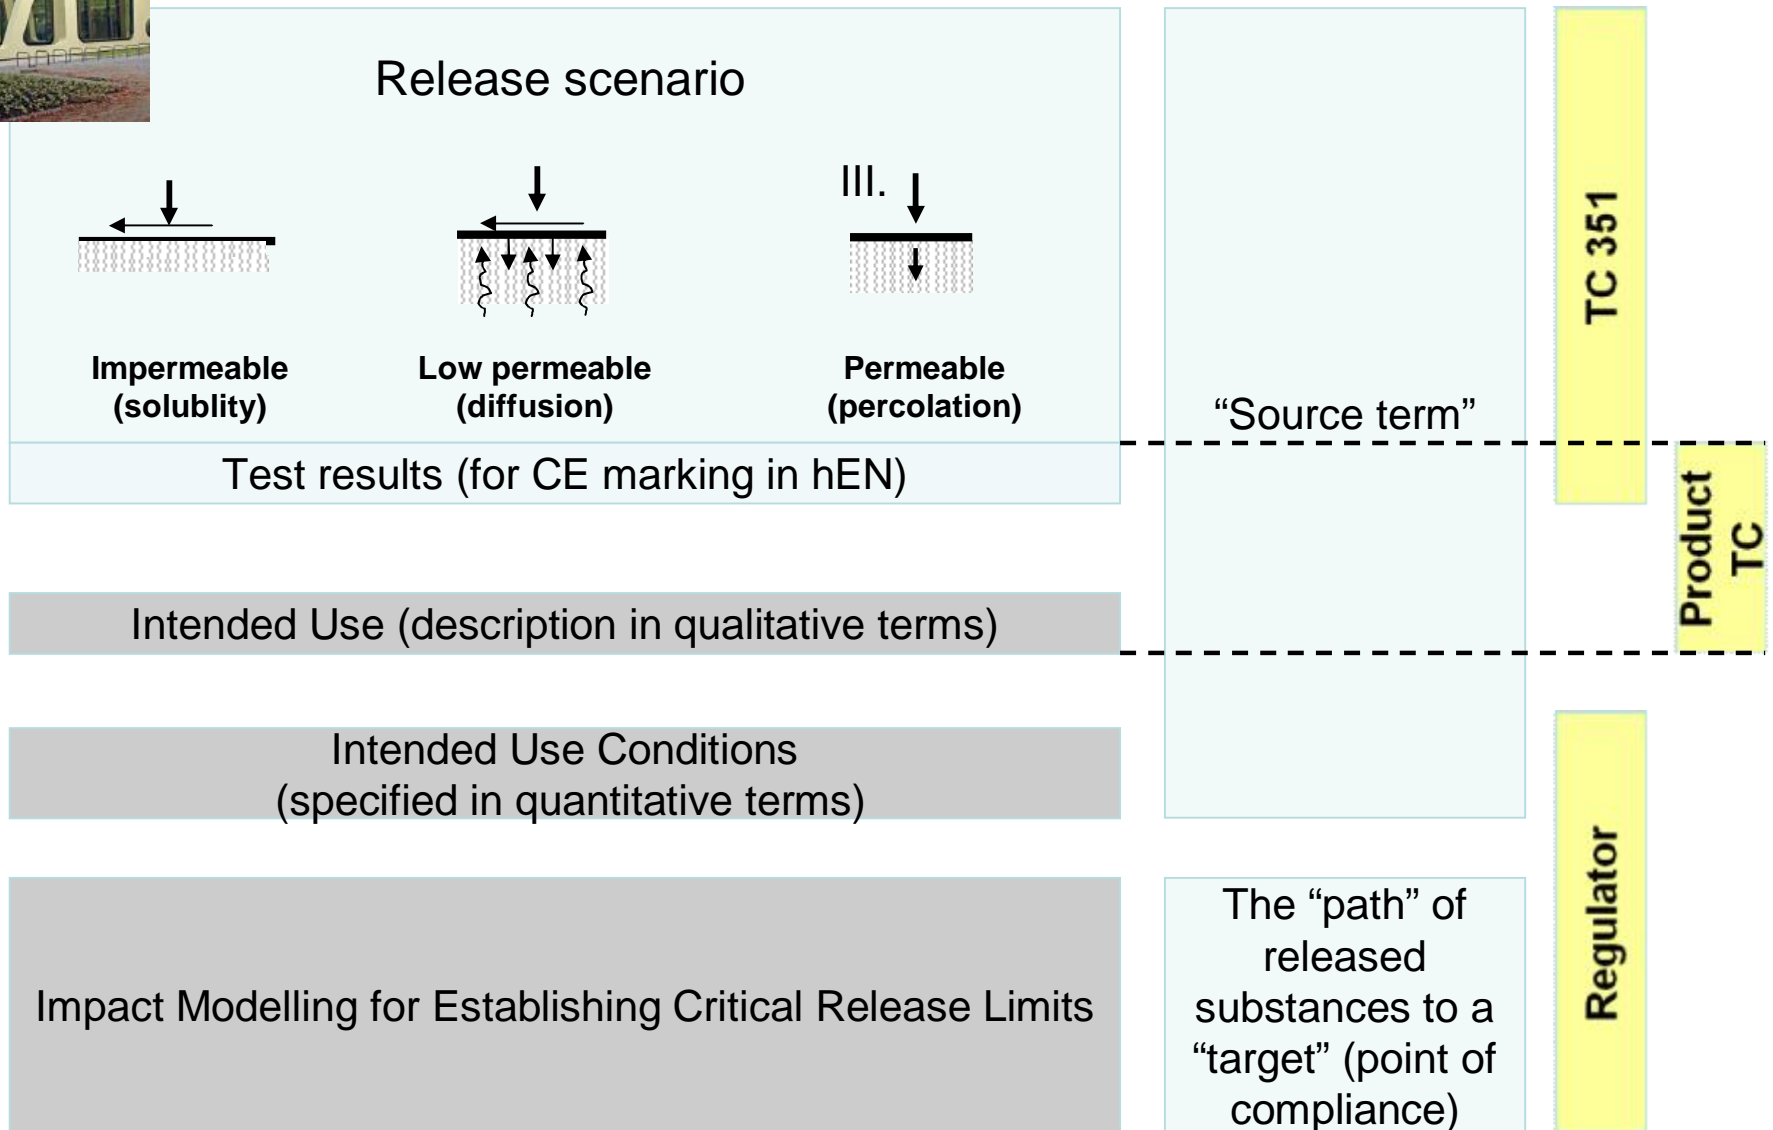 Release scenario
III.
Impermeable
(solublity)
Low permeable
(diffusion)
Permeable
(percolation)
Test results (for CE marking in hEN)
Intended Use (description in qualitative terms)
Intended Use Conditions
(specified in quantitative terms)
Impact Modelling for Establishing Critical Release Limits
“Source term”
The “path” of
released
substances to a
“target” (point of
compliance)
TC 351
Product
TC
Regulator